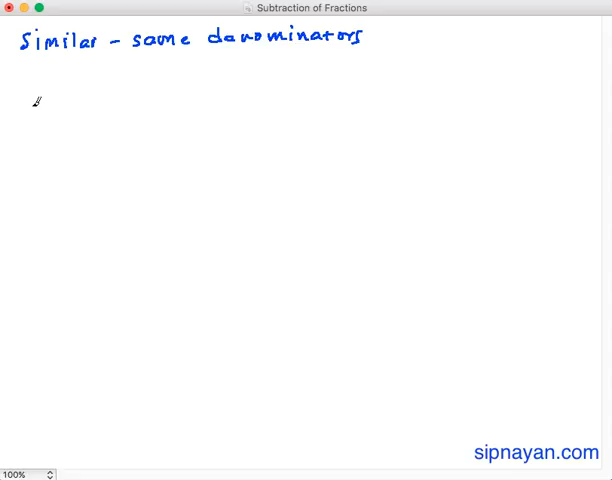 Subtraction of Fractions
Similar - same denominators
sipnayan.com
100%